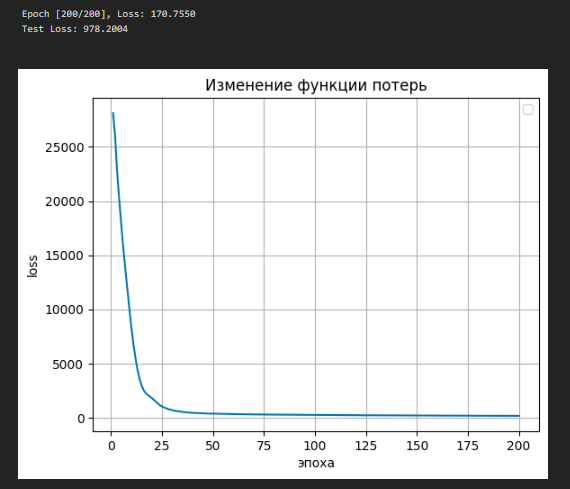 Epoch [200/200], Loss: 170.7550
Test Loss: 978.2004
Изменение функции потерь
25000
20000
15000
10000
5000
0
loss
0 25 50 75 100 125 150 175 200
эпоха